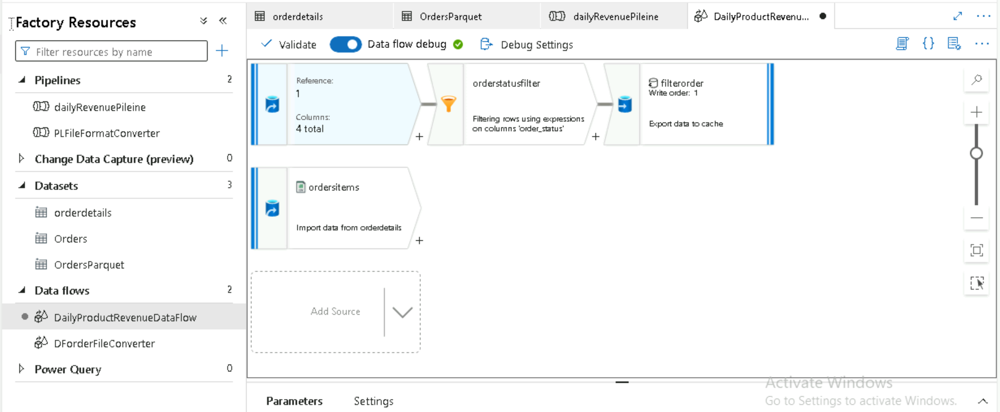 Factory Resources
Filter resources by name
Pipelines 2
dailyRevenuePileine
PLFileFormatConverter
Change Data Capture (preview) 0
Datasets 3
orderdetails
Orders
OrdersParquet
Data flows 2
DailyProductRevenueDataFlow
DForderFileConverter
Power Query 0
orderdetails OrdersParquet dailyRevenuePileine DailyProductRevenu...
Validate Data flow debug Debug Settings
Reference:
1
Columns:
4 total
orderstatusfilter
Filtering rows using expressions
on columns 'order_status'
filterorder
Write order: 1
Export data to cache
ordersitems
Import data from orderdetails
Add Source
Parameters Settings
Activate Windows
Go to Settings to activate Windows.